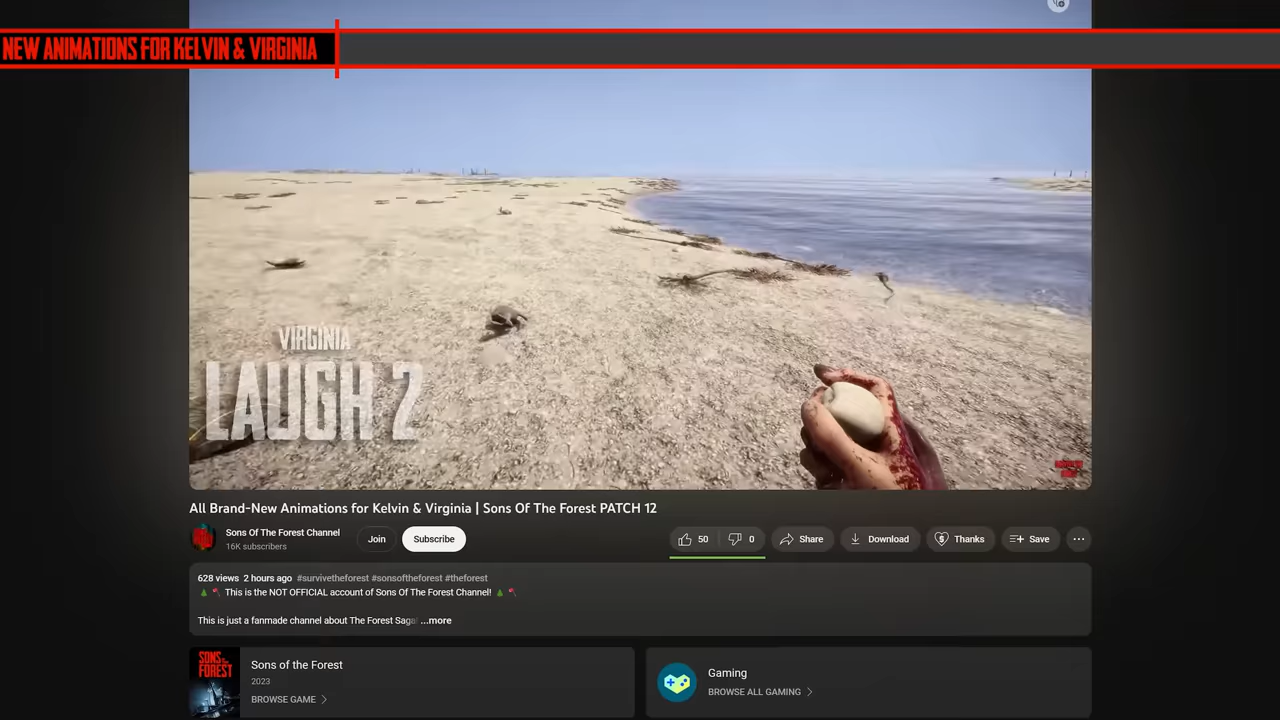 NEW ANIMATIONS FOR KELVIN & VIRGINIA
VIRGINIA
LAUGH 2
All Brand-New Animations for Kelvin & Virginia | Sons Of The Forest PATCH 12
Sons Of The Forest Channel
16K subscribers
Join
Subscribe
50
0
Share
Download
Thanks
Save
628 views 2 hours ago #survivetheforest #sonsoftheforest #theforest
This is the NOT OFFICIAL account of Sons Of The Forest Channel!
This is just a fanmade channel about The Forest Saga ...more
SONS
FOREST
Sons of the Forest
2023
BROWSE GAME
Gaming
BROWSE ALL GAMING